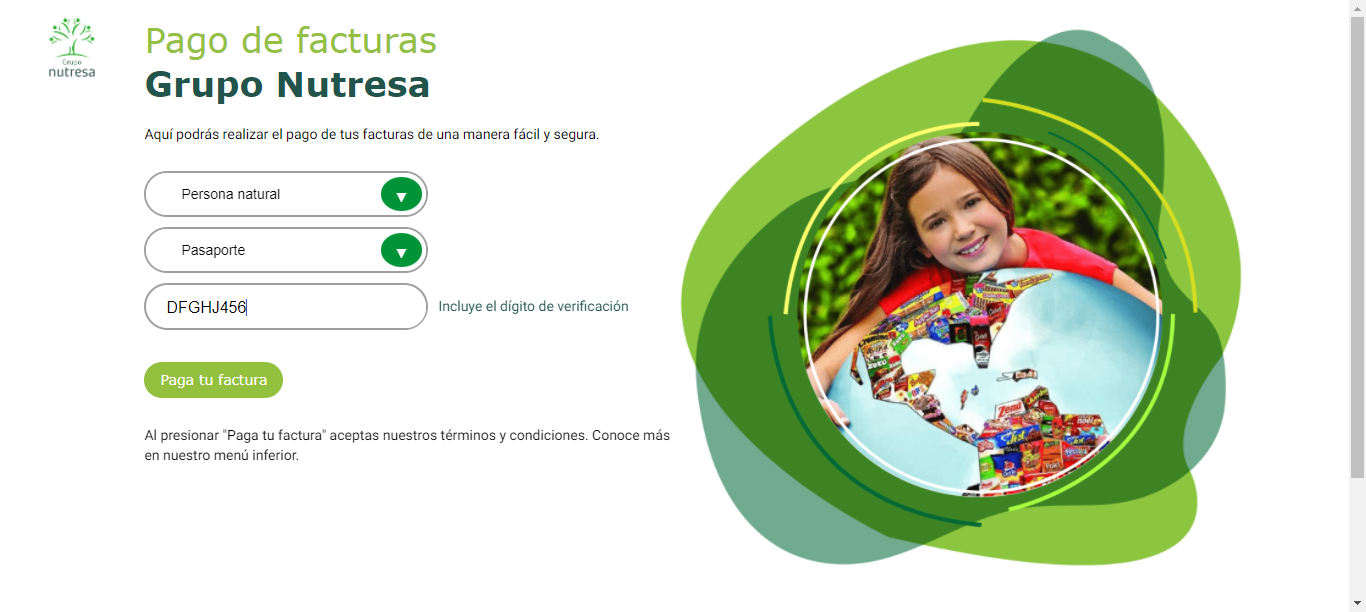 Grupo
nutresa
Pago de facturas
Grupo Nutresa
Aquí podrás realizar el pago de tus facturas de una manera fácil y segura.
Persona natural
Pasaporte
DFGHJ456
Incluye el dígito de verificación
Paga tu factura
Al presionar "Paga tu factura" aceptas nuestros términos y condiciones. Conoce más
en nuestro menú inferior.
Zenú
Jet